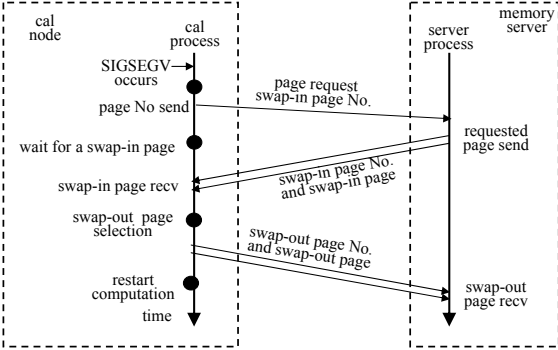 cal
node
cal
process
server
process
memory
server
SIGSEGV
occurs
page request
swap-in page No.
page No send
requested
page send
wait for a swap-in page
swap-in page No.
and swap-in page
swap-in page recv
swap-out page
selection
swap-out page No.
and swap-out page
restart
computation
swap-out
page recv
time